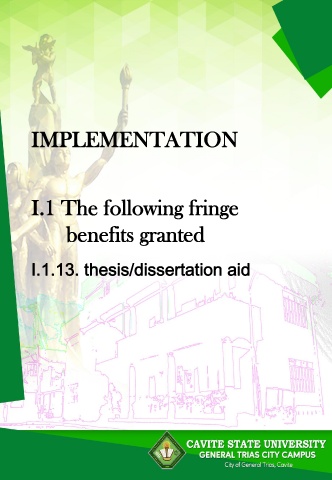 IMPLEMENTATION
I.1 The following fringe
benefits granted
I.1.13. thesis/dissertation aid
CAVITE STATE UNIVERSITY
GENERAL TRIAS CITY CAMPUS
City of General Trias, Cavite